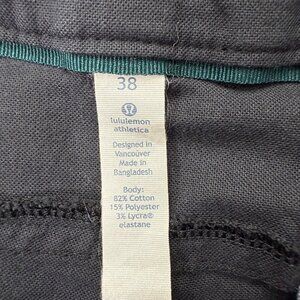 38
lululemon
athletica
Designed in
Vancouver
Made in
Bangladesh
Body:
82% Cotton
15% Polyester
3% Lycra®
elastane